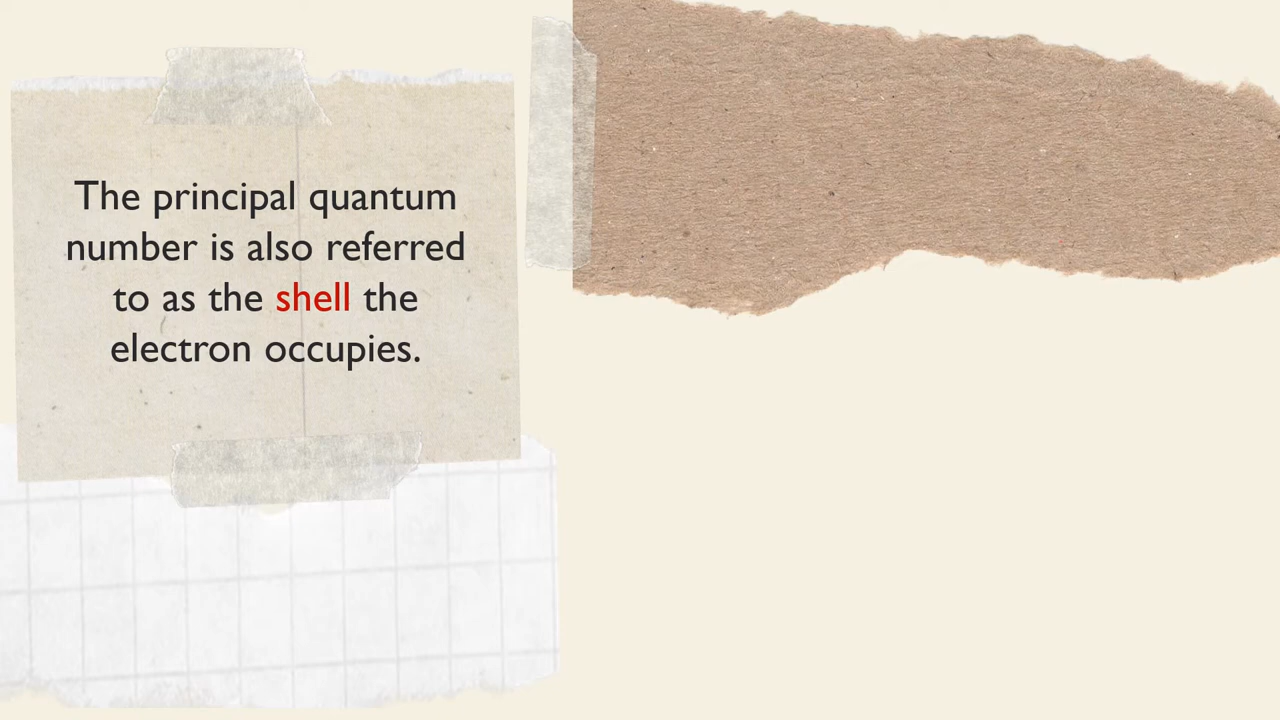 The principal quantum
number is also referred
to as the shell the
electron occupies.